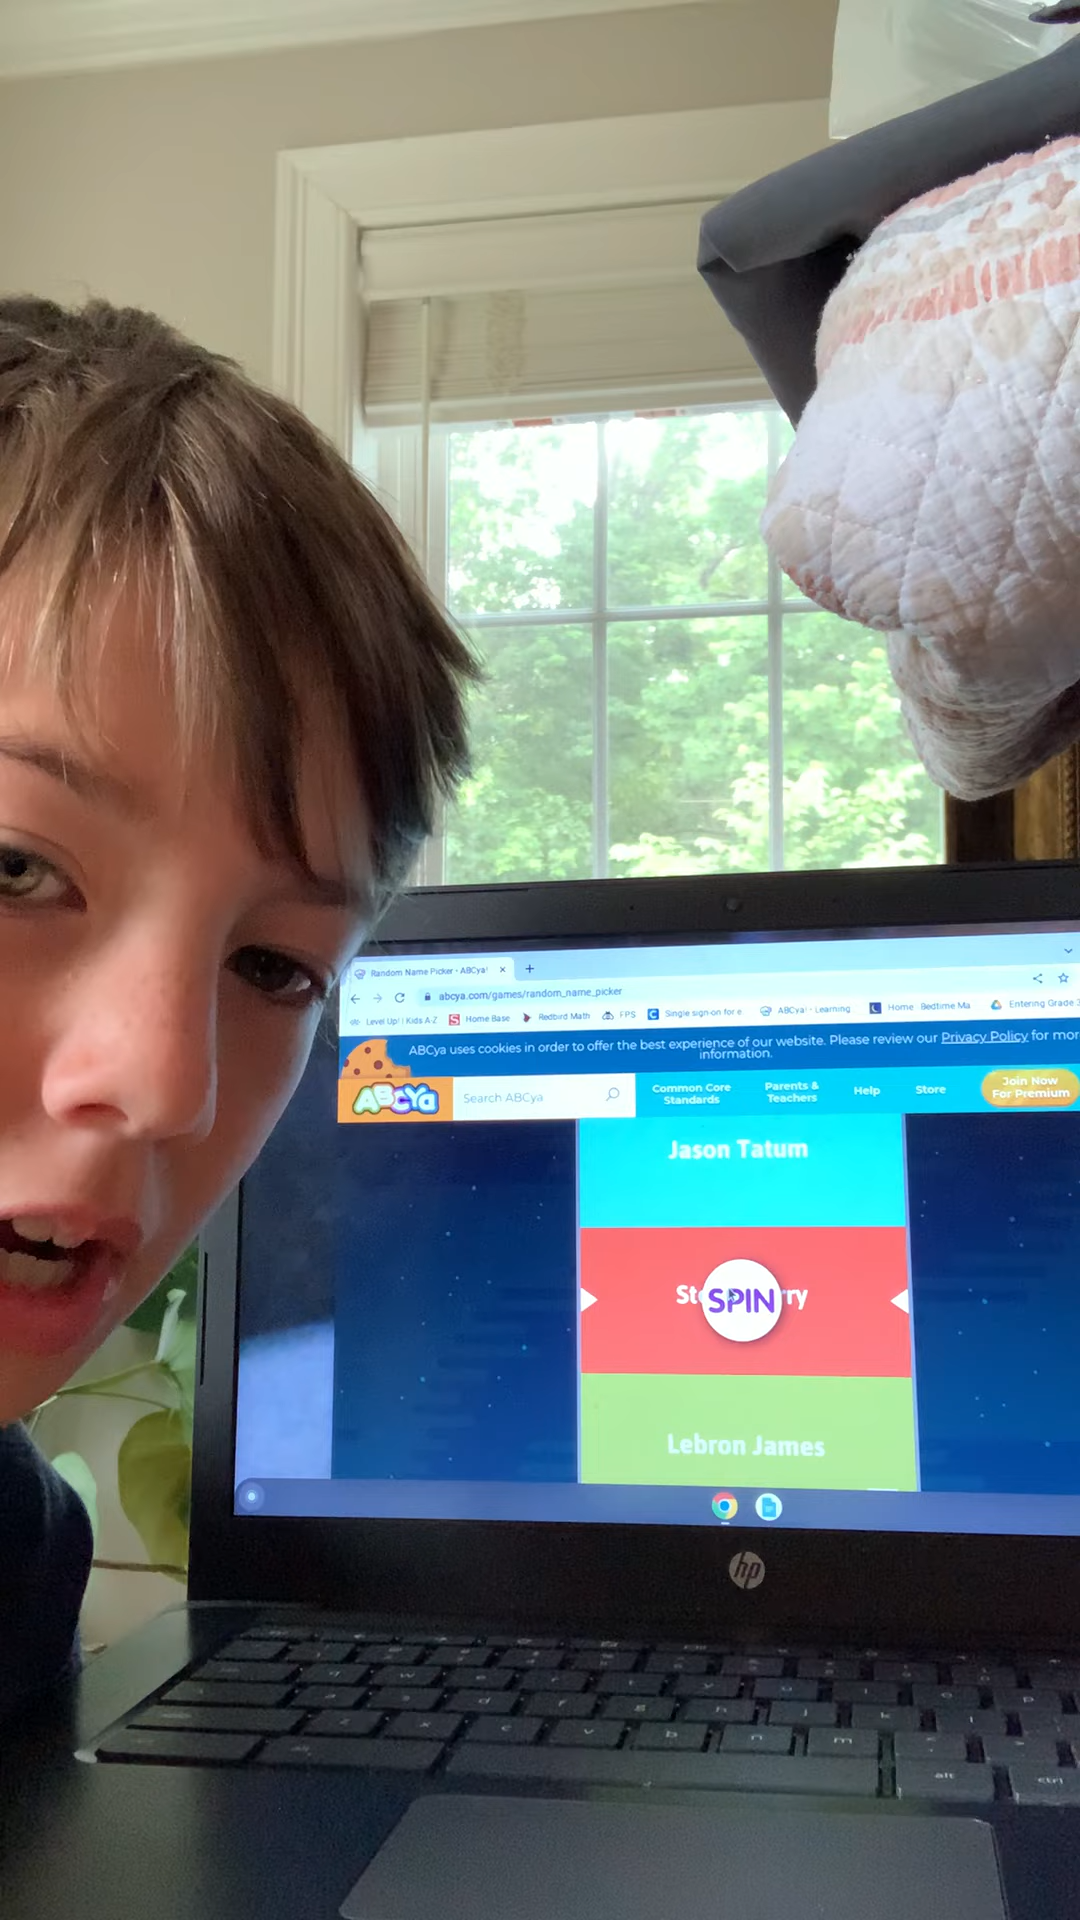 Random Name Picker - ABCya!
abcya.com/games/random_name_picker
Level Up! | Kids A-Z
Home Base
Redbird Math
FPS
Single sign-on for e
ABCya! - Learning
Home Bedtime Ma
Entering Grade 3
ABCya uses cookies in order to offer the best experience of our website. Please review our Privacy Policy for mor
information.
ABCYa
Search ABCya
Common Core
Standards
Parents &
Teachers
Help
Store
Join Now
For Premium
Jason Tatum
SPIN
Lebron James
hp
q w e r t y u i o p
a s d f g h j k l
z x c v b n m
alt
ctrl